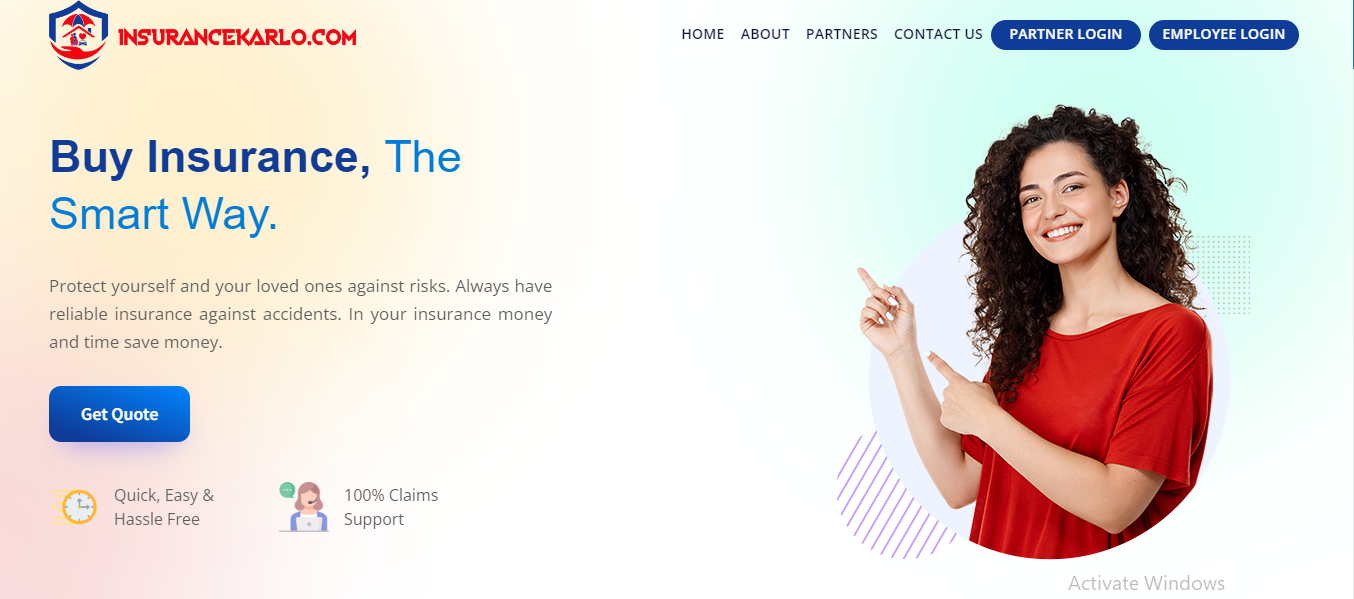 INSURANCEKARLO.COM
HOME ABOUT PARTNERS CONTACT US PARTNER LOGIN EMPLOYEE LOGIN
Buy Insurance, The
Smart Way.
Protect yourself and your loved ones against risks. Always have
reliable insurance against accidents. In your insurance money
and time save money.
Get Quote
Quick, Easy &
Hassle Free
100% Claims
Support
Activate Windows